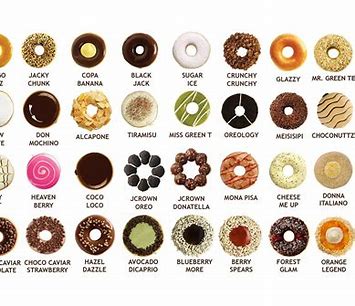 JACKY
CHUNK
COPA
BANANA
BLACK
JACK
SUGAR
ICE
CRUNCHY
CRUNCHY
GLAZZY
MR. GREEN TE
DON
MOCHINO
ALCAPONE
TIRAMISU
MISS GREEN T
OREOLOGY
MEISISIPI
CHOCONUTTZ
HEAVEN
BERRY
COCO
LOCO
JCROWN
OREO
JCROWN
DONATELLA
MONA PISA
CHEESE
ME UP
DONNA
ITALIANO
CAVIAR
OLATE
CHOCO CAVIAR
STRAWBERRY
HAZEL
DAZZLE
AVOCADO
DICAPRIO
BLUEBERRY
MORE
BERRY
SPEARS
FOREST
GLAM
ORANGE
LEGEND